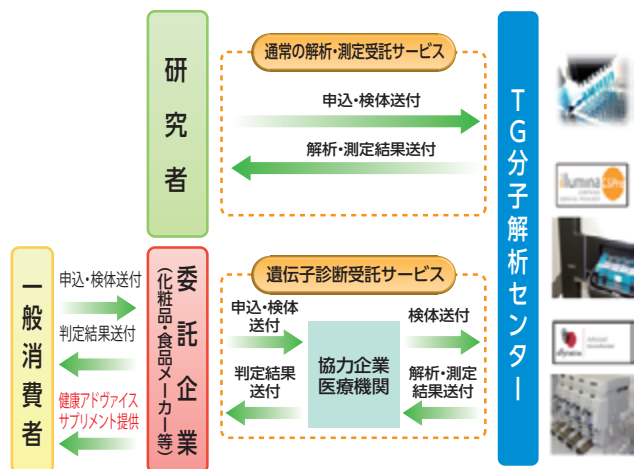 研究者
通常の解析・測定受託サービス
申込・検体送付
解析・測定結果送付
TG分子解析センター
illumina
CSPro
一般消費者
申込・検体送付
判定結果送付
健康アドヴァイス
サプリメント提供
委託企業
(化粧品・食品メーカー等)
遺伝子診断受託サービス
申込・検体
送付
判定結果
送付
協力企業
医療機関
検体送付
解析・測定
結果送付